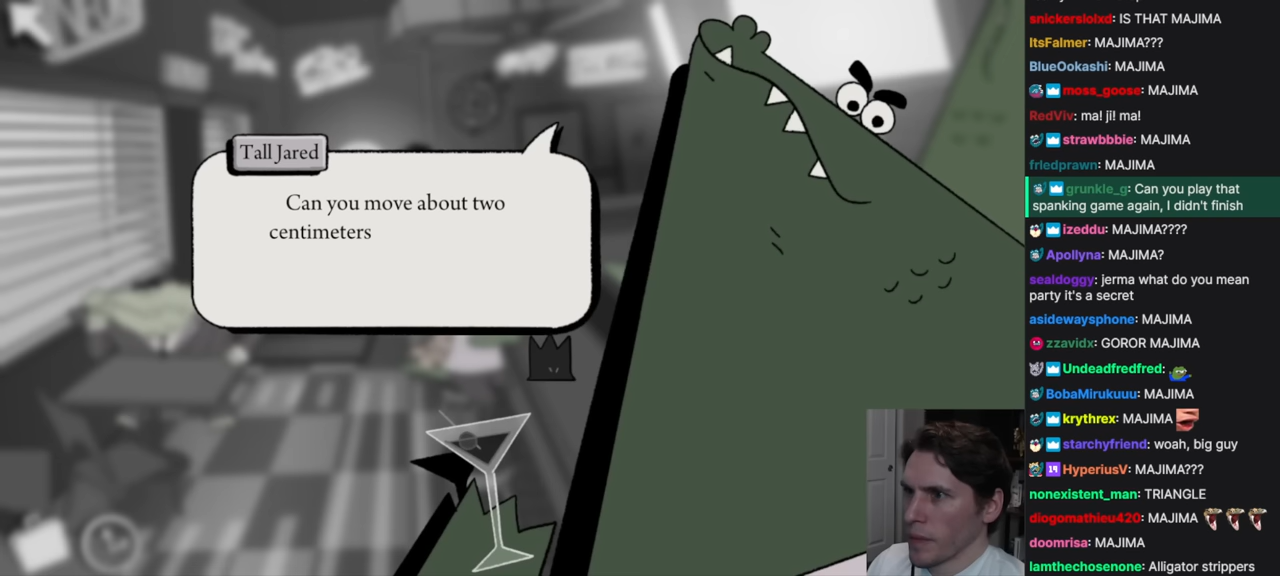 Tall Jared
Can you move about two
centimeters
snickerslolxd: IS THAT MAJIMA
ItsFalmer: MAJIMA???
BlueOokashi: MAJIMA
moss_goose: MAJIMA
RedViv: ma! ji! ma!
strawbbbie: MAJIMA
friedprawn: MAJIMA
grunkle_g: Can you play that
spanking game again, I didn't finish
izeddu: MAJIMA????
Apollyna: MAJIMA?
sealdoggy: jerma what do you mean
party it's a secret
asidewaysphone: MAJIMA
zzavidx: GOROR MAJIMA
Undeadfredfred:
BobaMirukuuu: MAJIMA
krythrex: MAJIMA
starchyfriend: woah, big guy
HyperiusV: MAJIMA???
nonexistent_man: TRIANGLE
diogomathieu420: MAJIMA
doomrisa: MAJIMA
Iamthechosenone: Alligator strippers